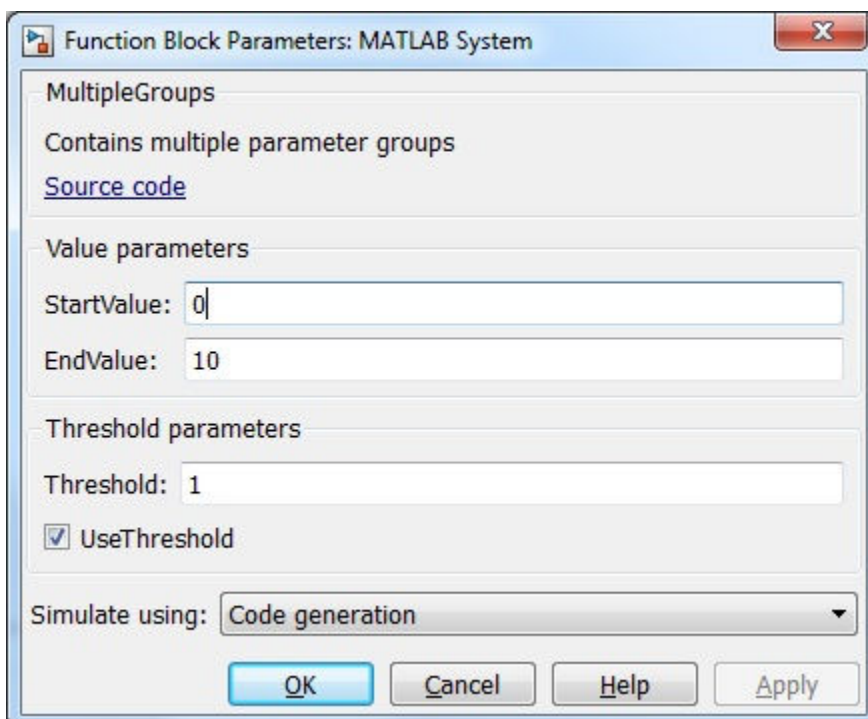 Function Block Parameters: MATLAB System
MultipleGroups
Contains multiple parameter groups
Source code
Value parameters
StartValue: 0
EndValue: 10
Threshold parameters
Threshold: 1
UseThreshold
Simulate using: Code generation
OK Cancel Help Apply